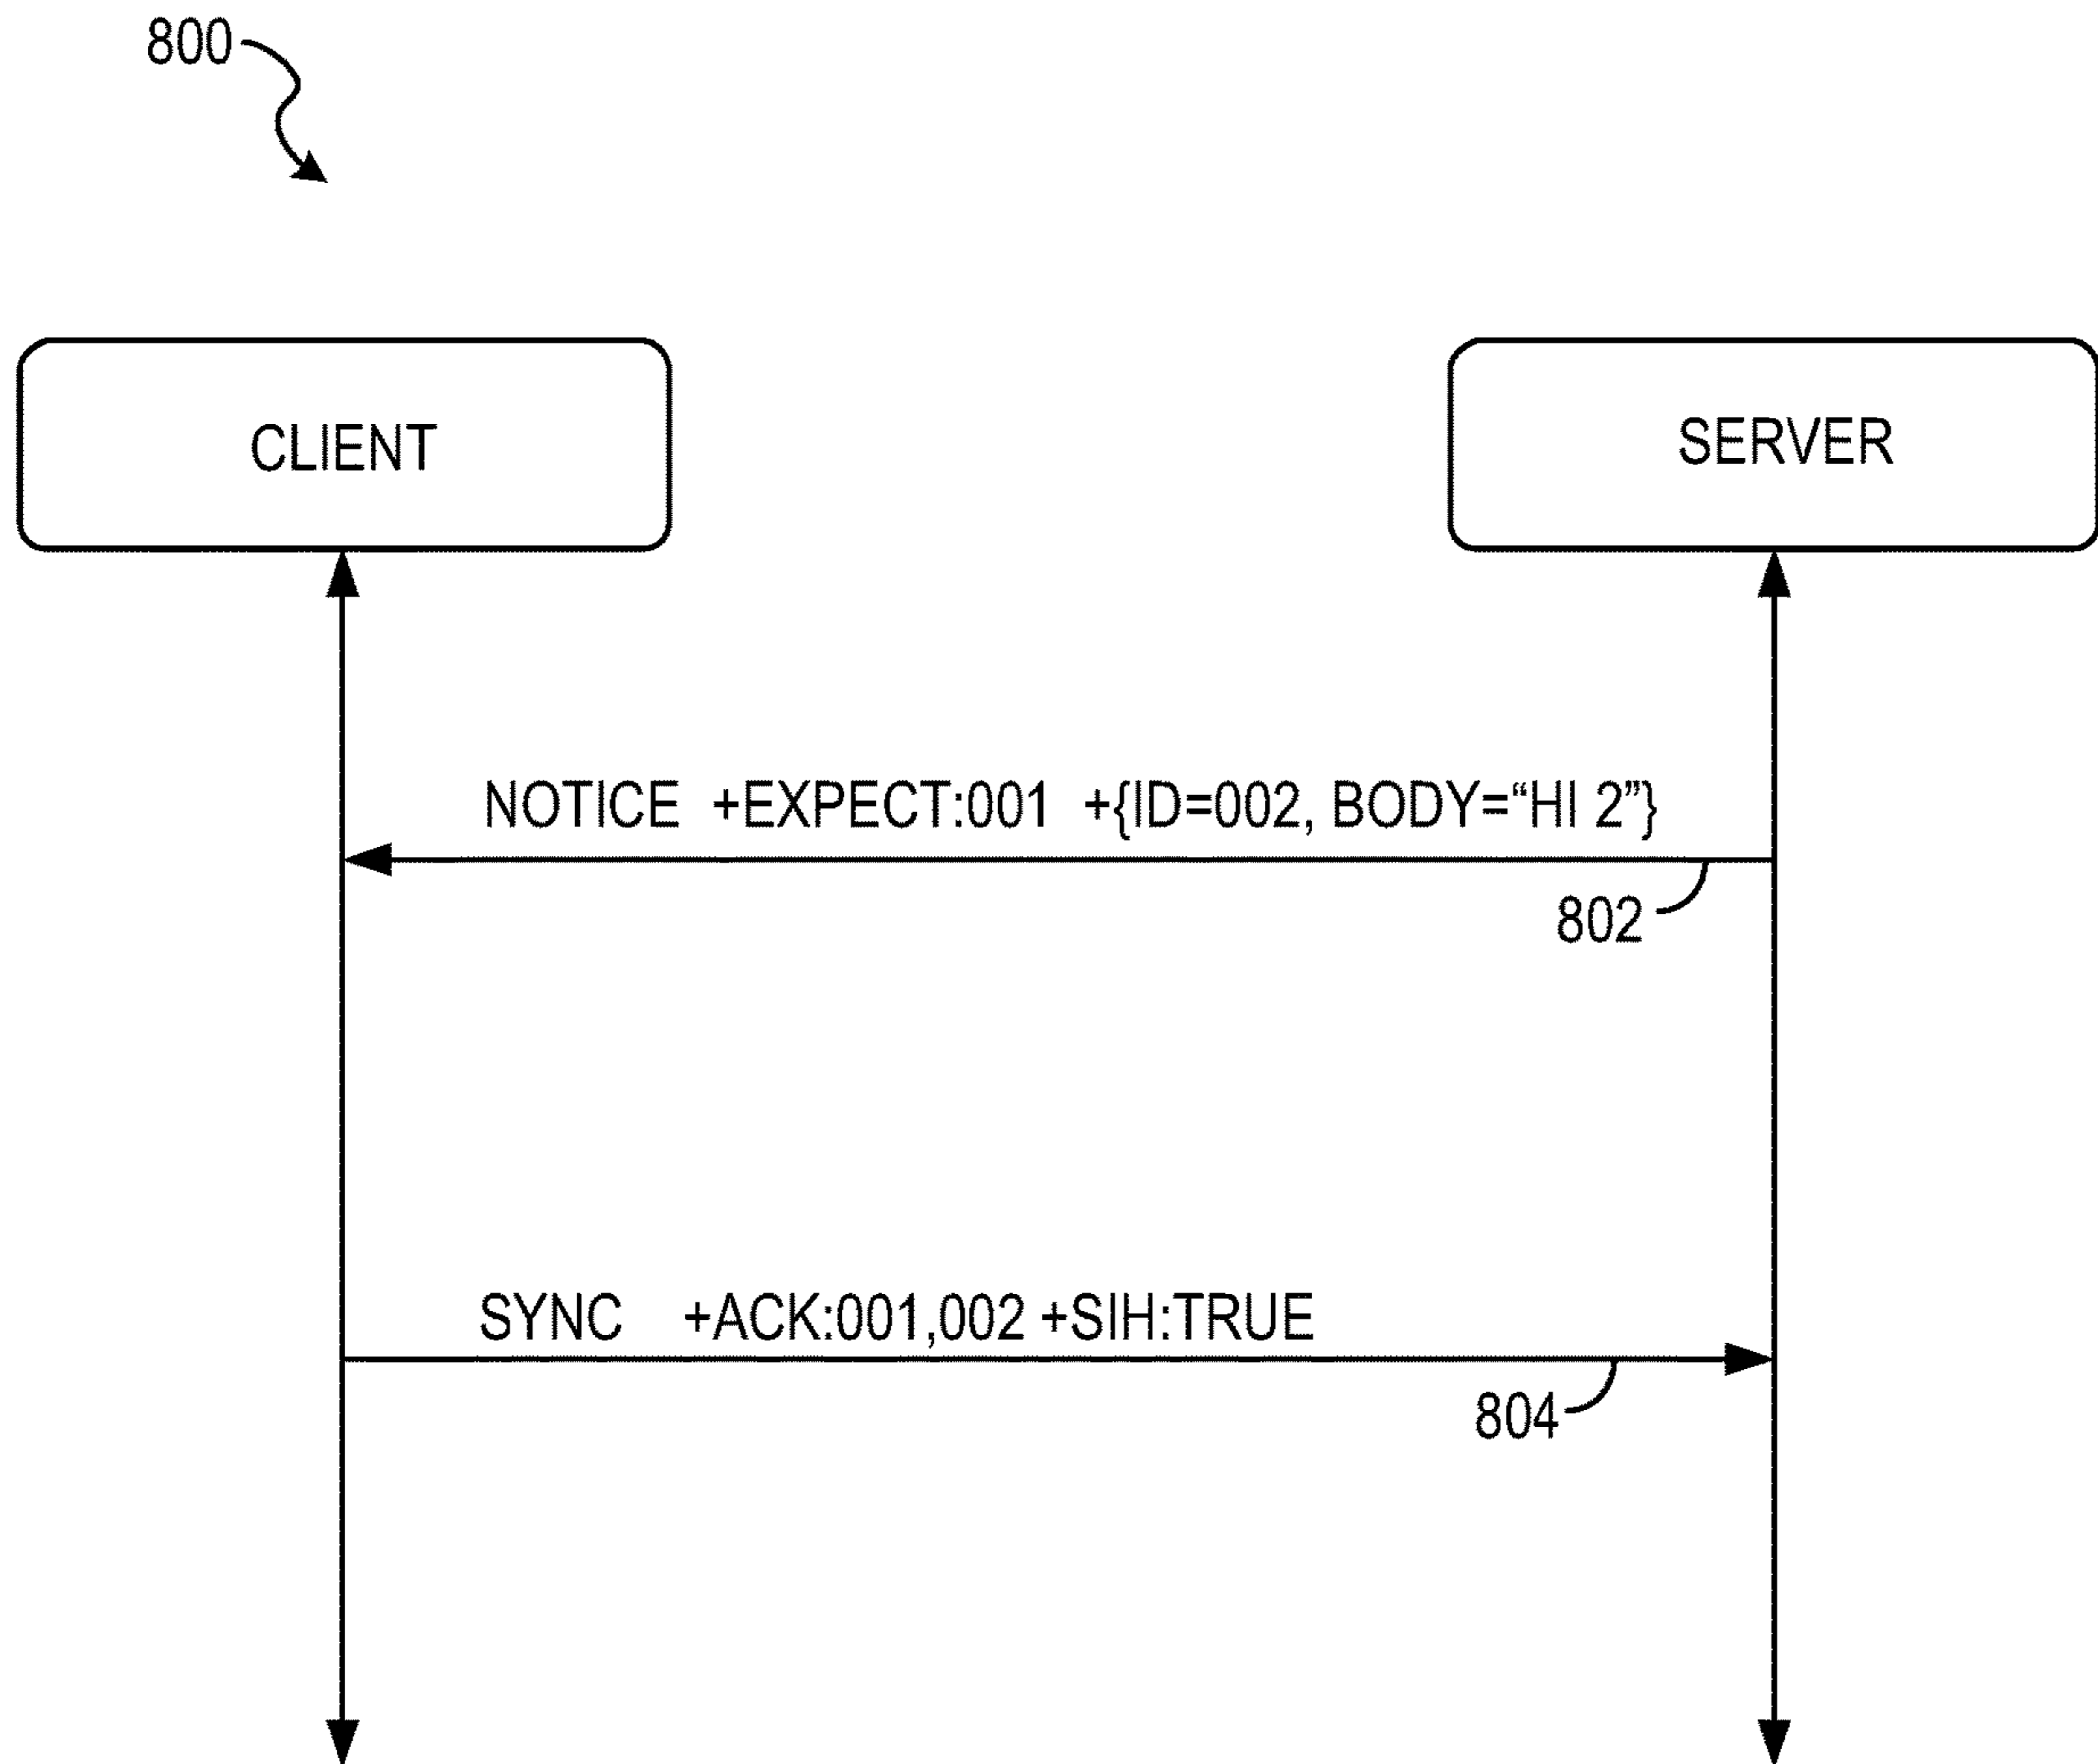 800
CLIENT
SERVER
NOTICE +EXPECT:001 +{ID=002, BODY=“HI 2”}
802
SYNC +ACK:001,002 +SIH:TRUE
804